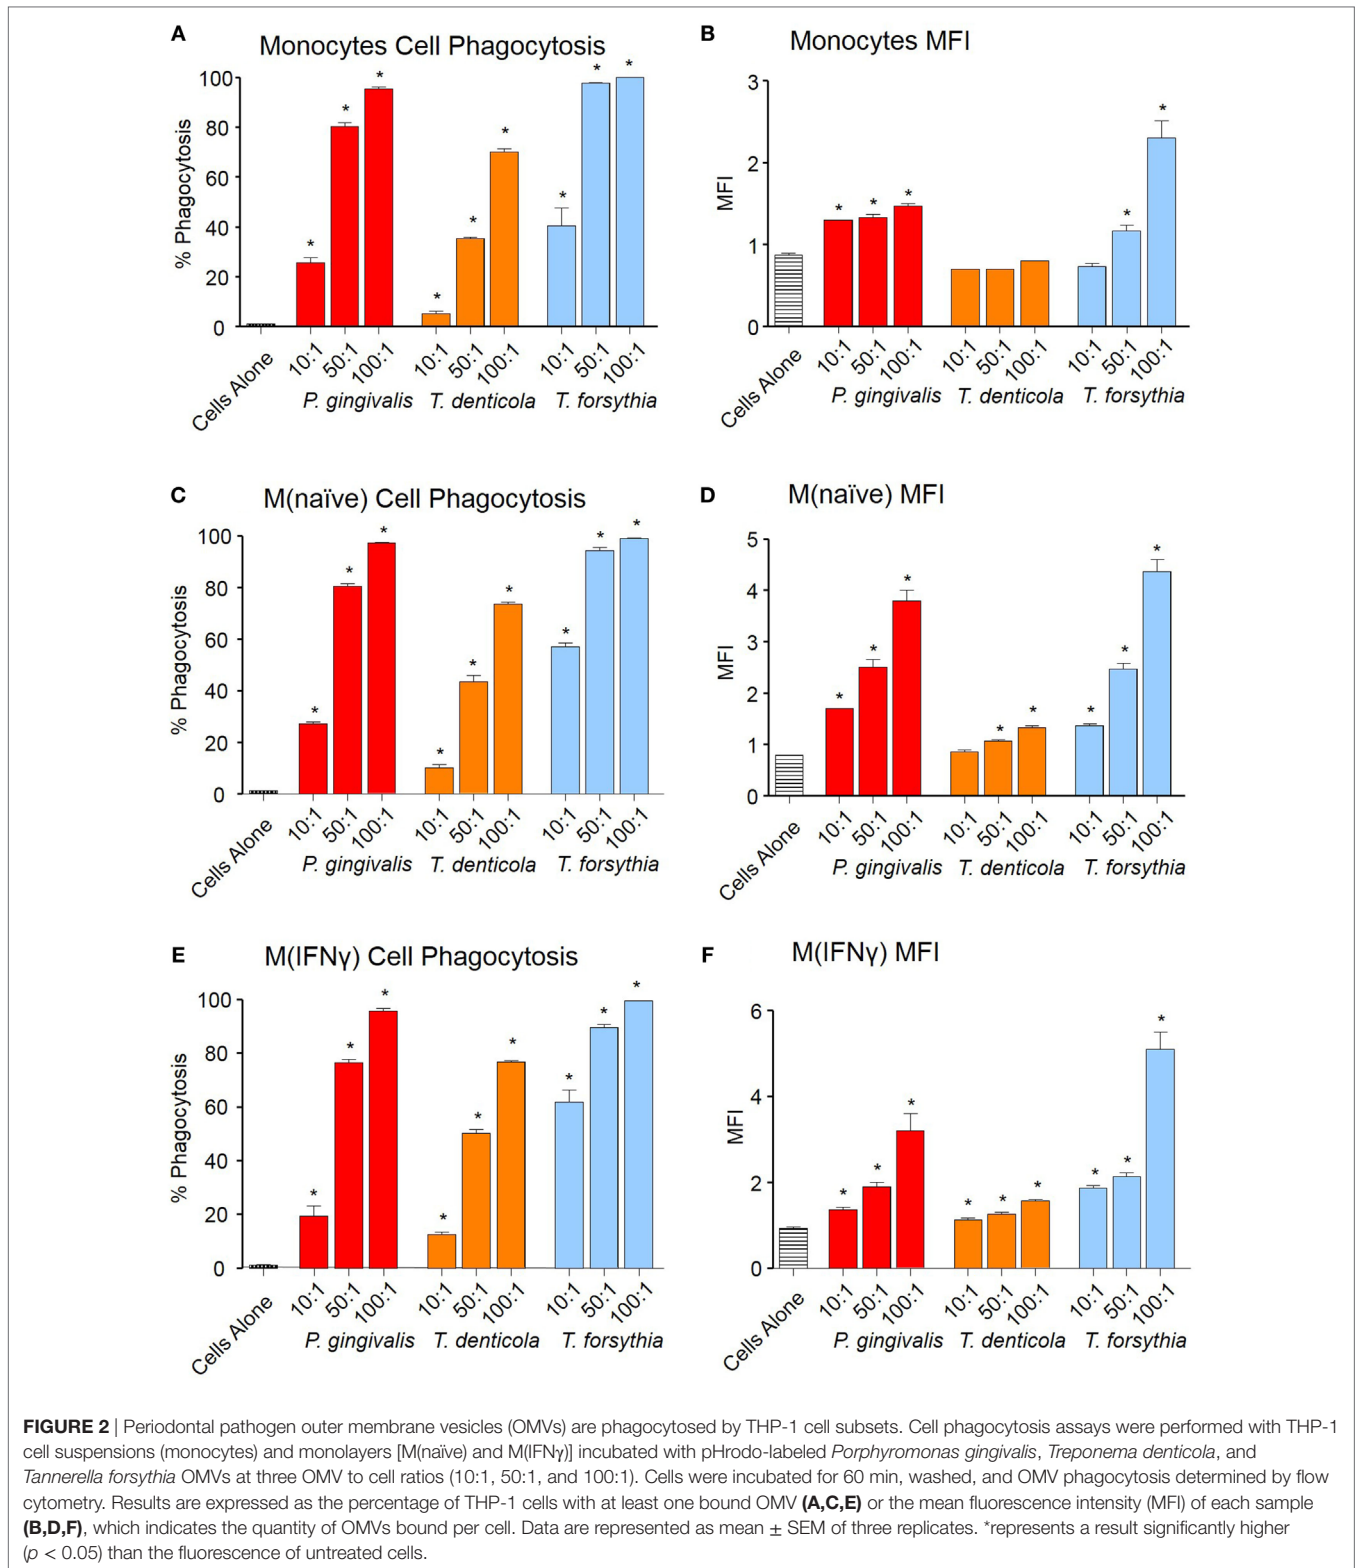 A
Monocytes Cell Phagocytosis
% Phagocytosis
100
80
60
40
20
0
* * * * * * * * *
Cells Alone
10:1 50:1 100:1 10:1 50:1 100:1 10:1 50:1 100:1
P. gingivalis T. denticola T. forsythia
B
Monocytes MFI
MFI
3
2
1
0
* * * * *
Cells Alone
10:1 50:1 100:1 10:1 50:1 100:1 10:1 50:1 100:1
P. gingivalis T. denticola T. forsythia
C
M(naïve) Cell Phagocytosis
% Phagocytosis
100
80
60
40
20
0
* * * * * * * * *
Cells Alone
10:1 50:1 100:1 10:1 50:1 100:1 10:1 50:1 100:1
P. gingivalis T. denticola T. forsythia
D
M(naïve) MFI
MFI
5
4
3
2
1
0
* * * * * * * *
Cells Alone
10:1 50:1 100:1 10:1 50:1 100:1 10:1 50:1 100:1
P. gingivalis T. denticola T. forsythia
E
M(IFNγ) Cell Phagocytosis
% Phagocytosis
100
80
60
40
20
0
* * * * * * * * *
Cells Alone
10:1 50:1 100:1 10:1 50:1 100:1 10:1 50:1 100:1
P. gingivalis T. denticola T. forsythia
F
M(IFNγ) MFI
MFI
6
4
2
0
* * * * * * * * *
Cells Alone
10:1 50:1 100:1 10:1 50:1 100:1 10:1 50:1 100:1
P. gingivalis T. denticola T. forsythia
FIGURE 2 | Periodontal pathogen outer membrane vesicles (OMVs) are phagocytosed by THP-1 cell subsets. Cell phagocytosis assays were performed with THP-1
cell suspensions (monocytes) and monolayers [M(naïve) and M(IFNγ)] incubated with pHrodo-labeled Porphyromonas gingivalis, Treponema denticola, and
Tannerella forsythia OMVs at three OMV to cell ratios (10:1, 50:1, and 100:1). Cells were incubated for 60 min, washed, and OMV phagocytosis determined by flow
cytometry. Results are expressed as the percentage of THP-1 cells with at least one bound OMV (A,C,E) or the mean fluorescence intensity (MFI) of each sample
(B,D,F), which indicates the quantity of OMVs bound per cell. Data are represented as mean ± SEM of three replicates. *represents a result significantly higher
(p < 0.05) than the fluorescence of untreated cells.